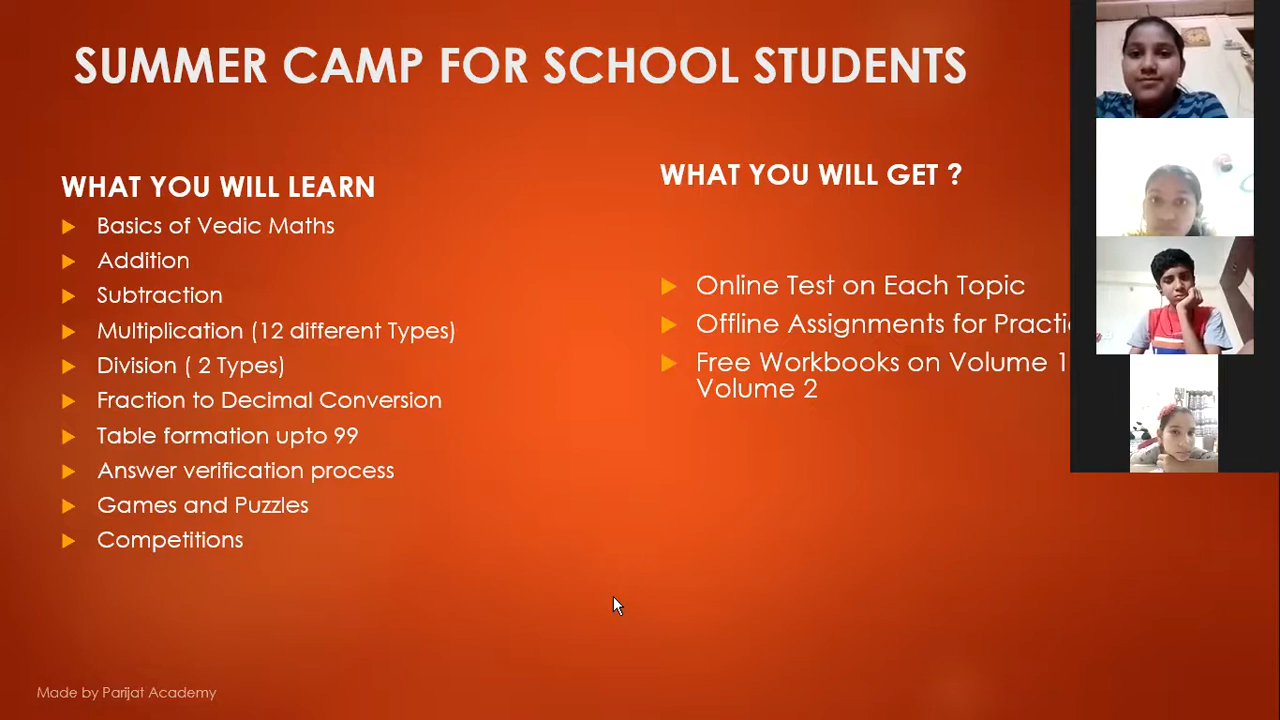 SUMMER CAMP FOR SCHOOL STUDENTS
WHAT YOU WILL LEARN
Basics of Vedic Maths
Addition
Subtraction
Multiplication (12 different Types)
Division ( 2 Types)
Fraction to Decimal Conversion
Table formation upto 99
Answer verification process
Games and Puzzles
Competitions
WHAT YOU WILL GET ?
Online Test on Each Topic
Offline Assignments for
Free Workbooks on Volume 1
Volume 2
Made by Parijat Academy